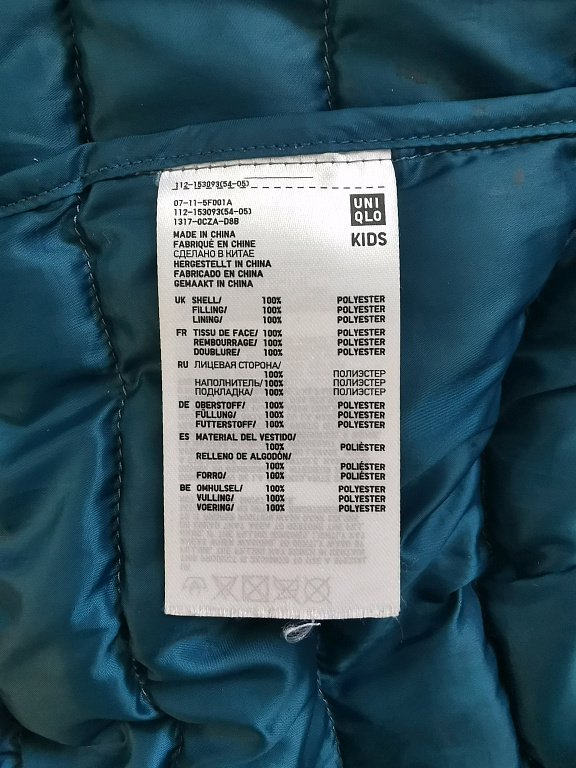 112-153093(54-05)
07-11-5F001A
112-153093(54-05)
1317-0CZA-D8B
UNI
QLO
KIDS
MADE IN CHINA
FABRIQUÉ EN CHINE
СДЕЛАНО В КИТАЕ
HERGESTELLT IN CHINA
FABRICADO EN CHINA
GEMAAKT IN CHINA
UK SHELL/ 100% POLYESTER
FILLING/ 100% POLYESTER
LINING/ 100% POLYESTER
FR TISSU DE FACE/ 100% POLYESTER
REMBOURRAGE/ 100% POLYESTER
DOUBLURE/ 100% POLYESTER
RU ЛИЦЕВАЯ СТОРОНА/
100% ПОЛИЭСТЕР
НАПОЛНИТЕЛЬ/ 100% ПОЛИЭСТЕР
ПОДКЛАДКА/ 100% ПОЛИЭСТЕР
DE OBERSTOFF/ 100% POLYESTER
FÜLLUNG/ 100% POLYESTER
FUTTERSTOFF/ 100% POLYESTER
ES MATERIAL DEL VESTIDO/
100% POLIÉSTER
RELLENO DE ALGODÓN/
100% POLIÉSTER
FORRO/ 100% POLIÉSTER
BE OMHULSEL/ 100% POLYESTER
VULLING/ 100% POLYESTER
VOERING/ 100% POLYESTER